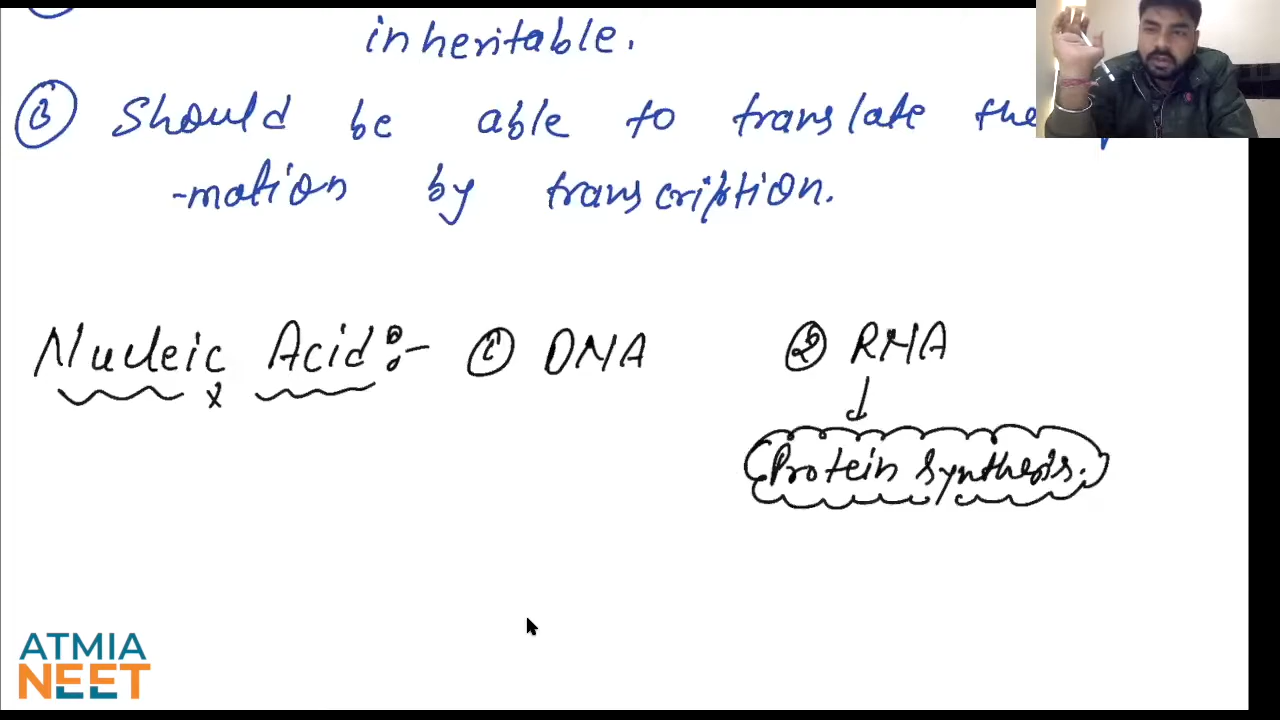 inheritable.
③ Should be able to translate the
-mation by transcription.
Nucleic Acid:- ① DNA ② RNA
Protein synthesis.
ATMIA
NEET